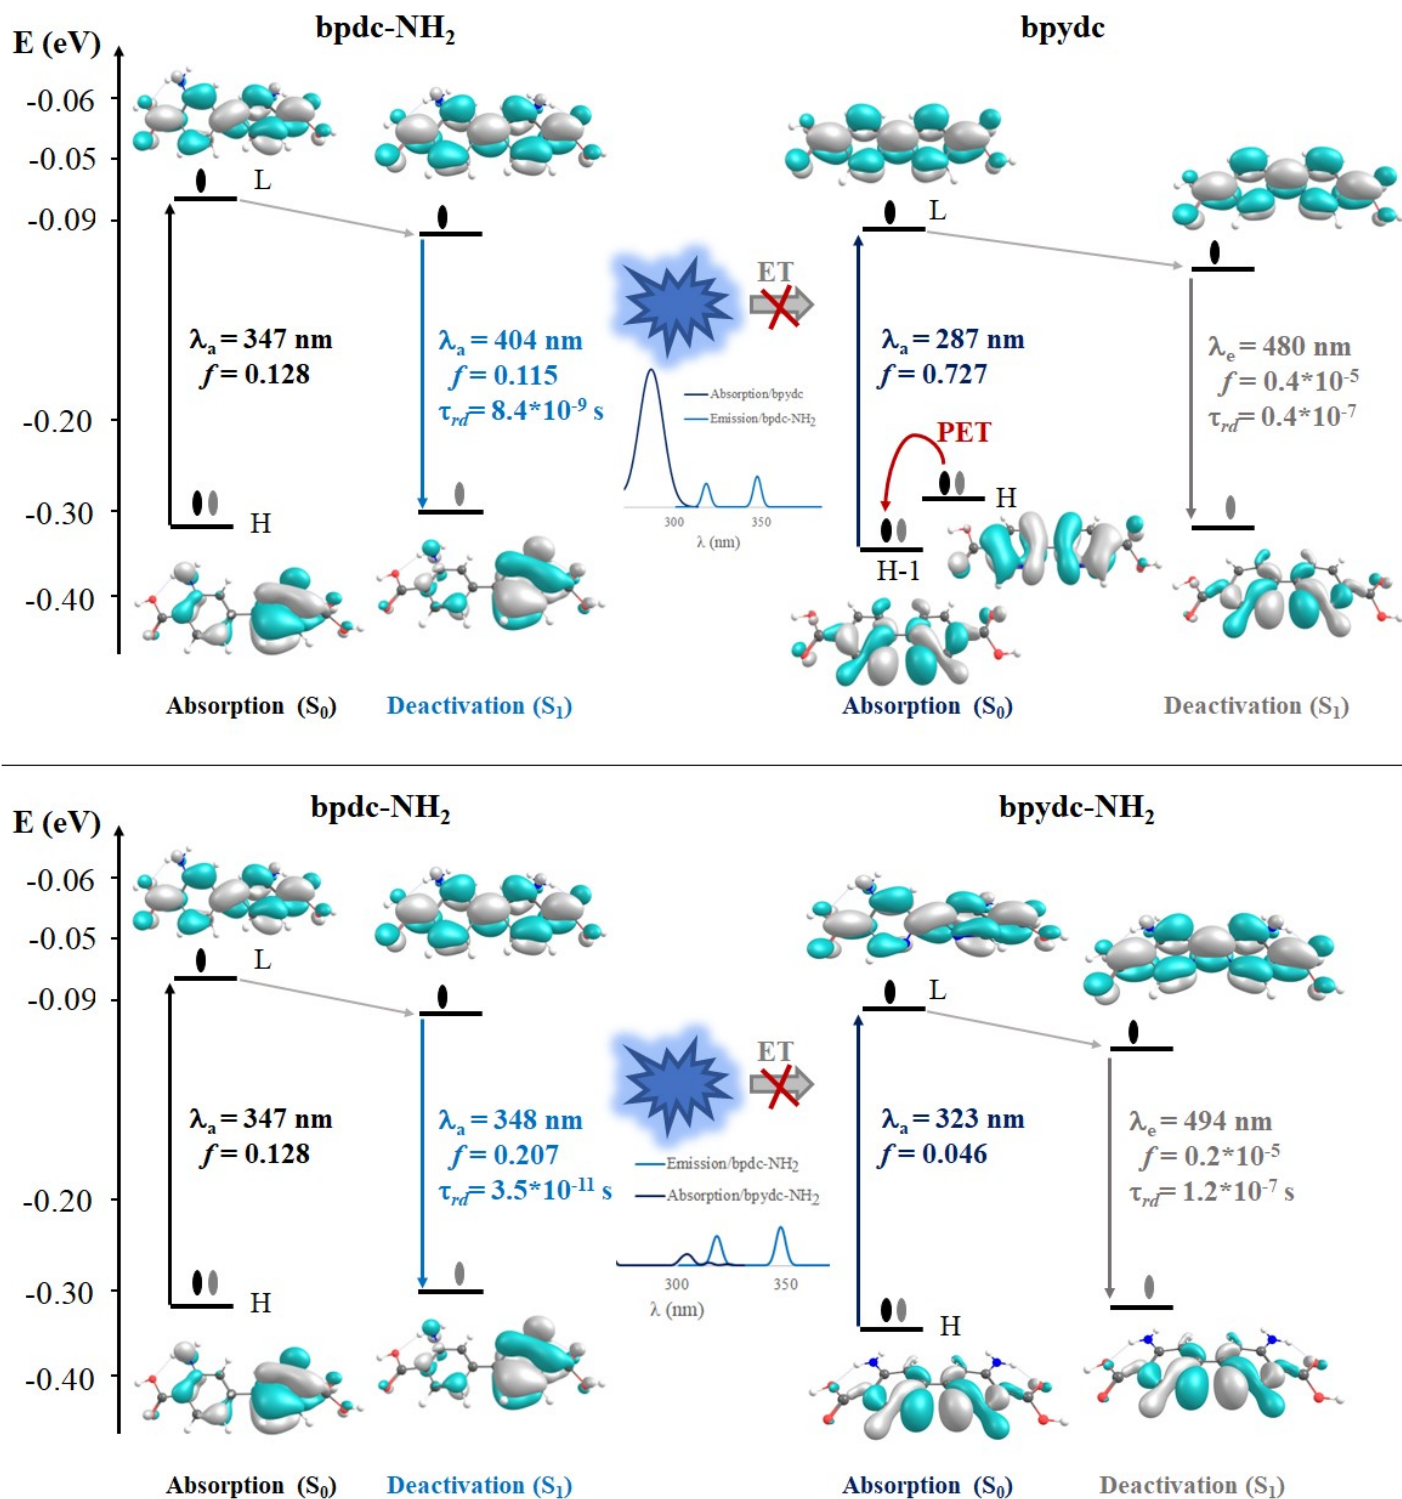 bpdc-NH₂
bpydc
E (eV)
-0.06
-0.05
-0.09
-0.20
-0.30
-0.40
L
λₐ = 347 nm
f = 0.128
H
λₐ = 404 nm
f = 0.115
τrd = 8.4*10⁻⁹ s
ET
Absorption/bpydc
Emission/bpdc-NH₂
300
350
λ (nm)
L
λₐ = 287 nm
f = 0.727
PET
H
H-1
λₑ = 480 nm
f = 0.4*10⁻⁵
τrd = 0.4*10⁻⁷
Absorption (S₀)
Deactivation (S₁)
Absorption (S₀)
Deactivation (S₁)
bpdc-NH₂
bpydc-NH₂
E (eV)
-0.06
-0.05
-0.09
-0.20
-0.30
-0.40
L
λₐ = 347 nm
f = 0.128
H
λₐ = 348 nm
f = 0.207
τrd = 3.5*10⁻¹¹ s
ET
Emission/bpdc-NH₂
Absorption/bpydc-NH₂
300
350
λ (nm)
L
λₐ = 323 nm
f = 0.046
H
λₑ = 494 nm
f = 0.2*10⁻⁵
τrd = 1.2*10⁻⁷ s
Absorption (S₀)
Deactivation (S₁)
Absorption (S₀)
Deactivation (S₁)